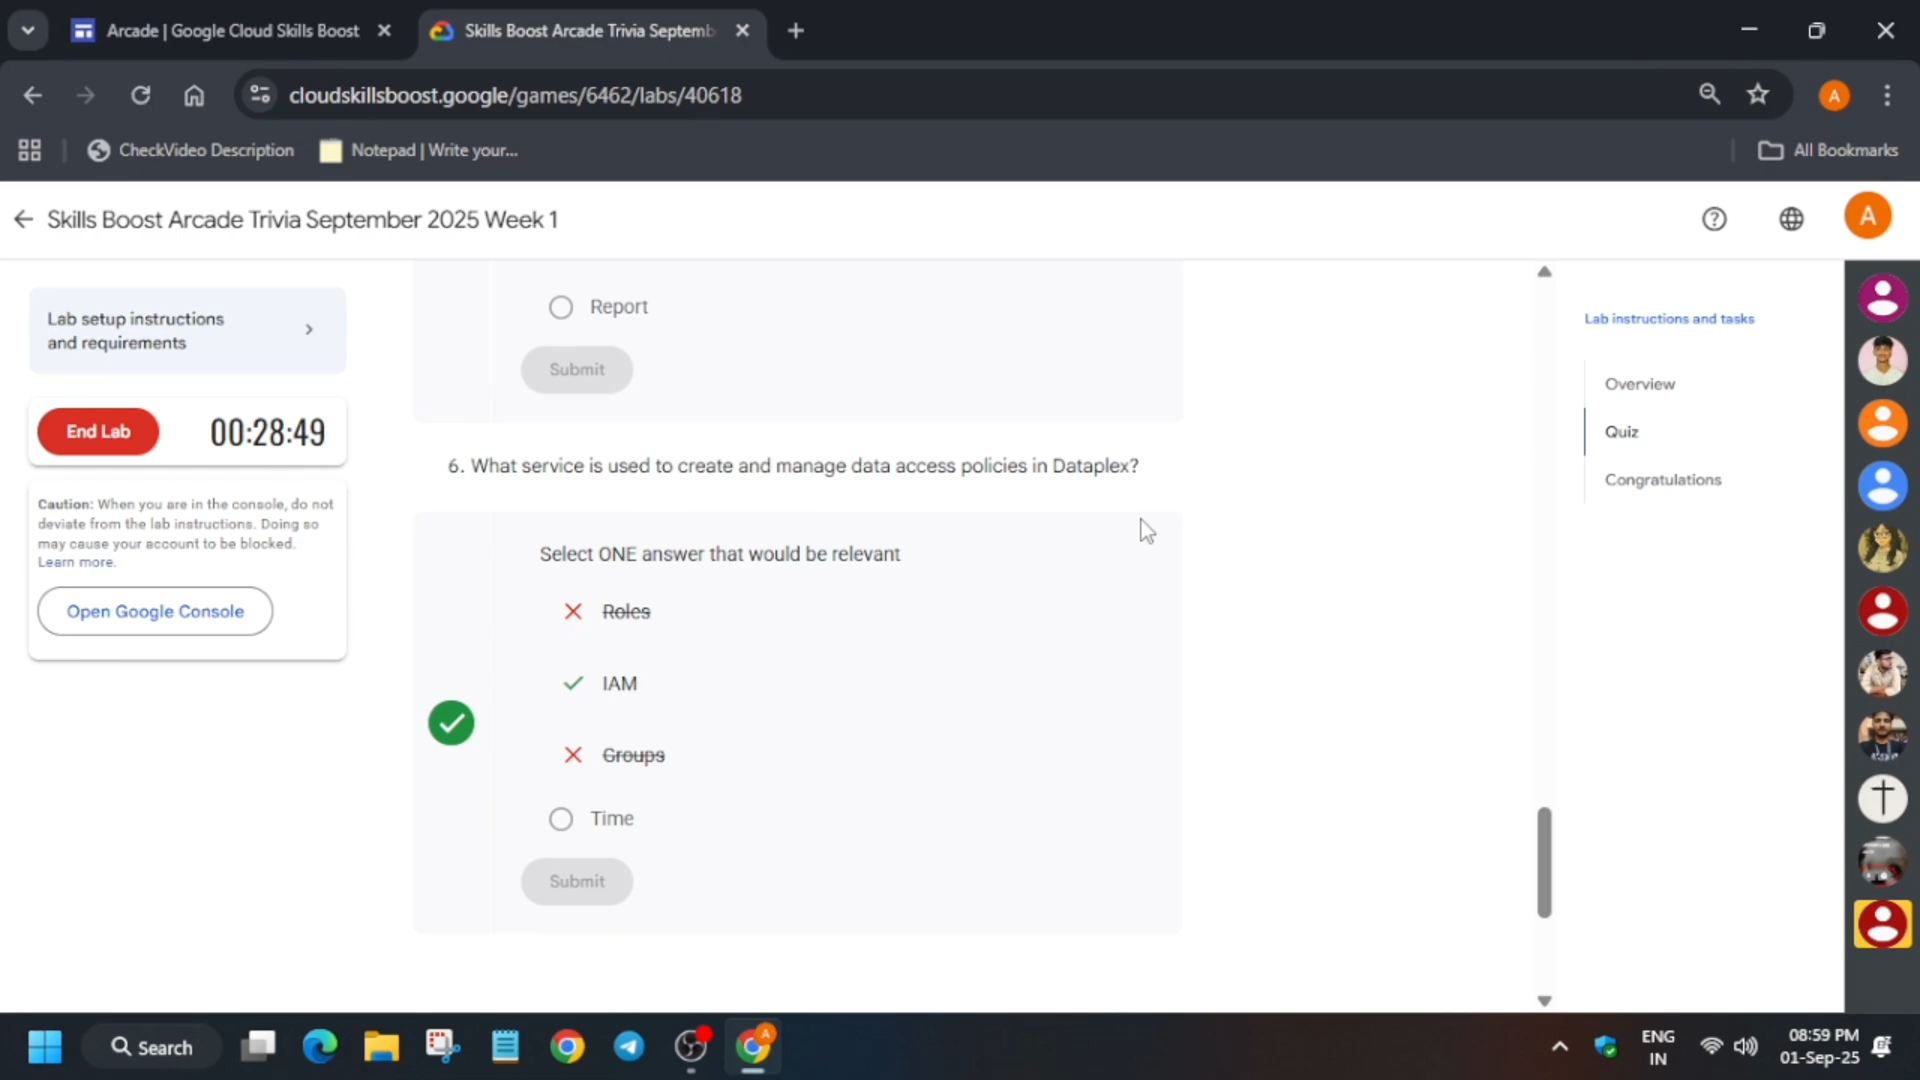 Arcade | Google Cloud Skills Boost
Skills Boost Arcade Trivia Septemb
cloudskillsboost.google/games/6462/labs/40618
A
CheckVideo Description
Notepad | Write your...
All Bookmarks
Skills Boost Arcade Trivia September 2025 Week 1
A
Lab setup instructions
and requirements
End Lab
00:28:49
Caution: When you are in the console, do not
deviate from the lab instructions. Doing so
may cause your account to be blocked.
Learn more.
Open Google Console
Report
Submit
6. What service is used to create and manage data access policies in Dataplex?
Select ONE answer that would be relevant
Roles
IAM
Groups
Time
Submit
Lab instructions and tasks
Overview
Quiz
Congratulations
Search
A
ENG
IN
08:59 PM
01-Sep-25